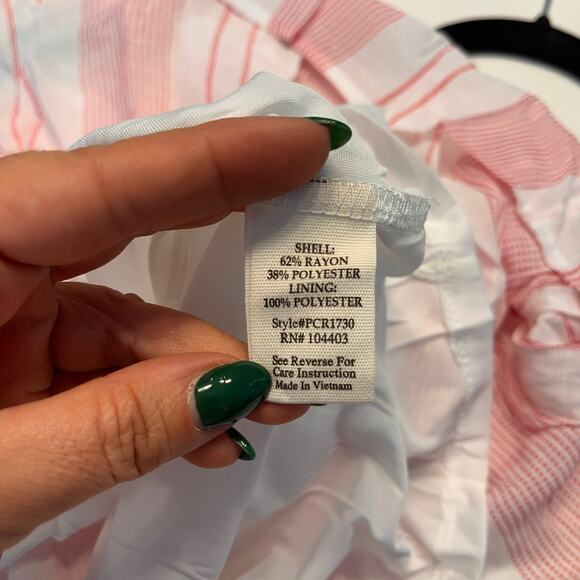 SHELL:
62% RAYON
38% POLYESTER
LINING:
100% POLYESTER
Style#PCR1730
RN# 104403
See Reverse For
Care Instruction
Made In Vietnam